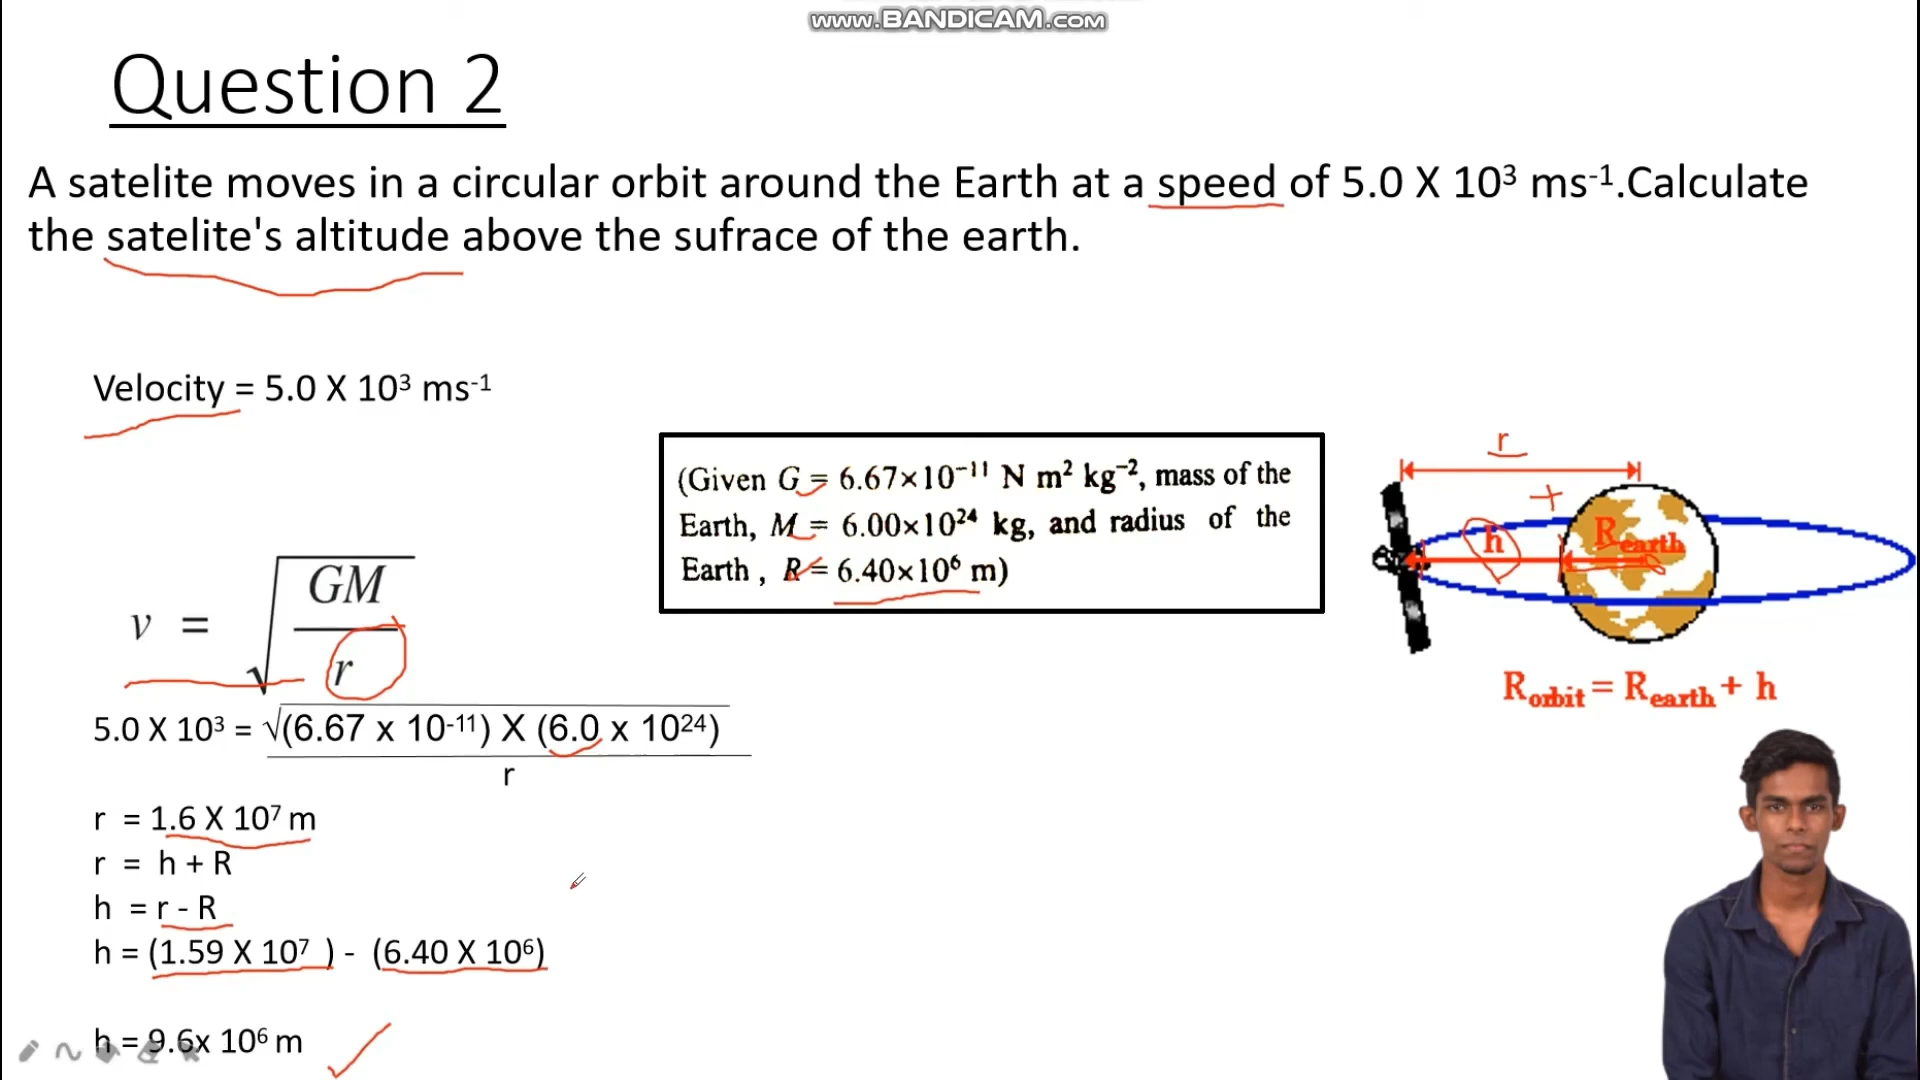 www.BANDICAM.com
Question 2
A satelite moves in a circular orbit around the Earth at a speed of 5.0 X 10³ ms⁻¹.Calculate
the satelite's altitude above the sufrace of the earth.
Velocity = 5.0 X 10³ ms⁻¹
(Given G = 6.67×10⁻¹¹ N m² kg⁻², mass of the
Earth, M = 6.00×10²⁴ kg, and radius of the
Earth , R = 6.40×10⁶ m)
r
+
h
R_earth
R_orbit = R_earth + h
v = √(GM / r)
5.0 X 10³ = √(6.67 x 10⁻¹¹) X (6.0 x 10²⁴)
r
r = 1.6 X 10⁷ m
r = h + R
h = r - R
h = (1.59 X 10⁷ ) - (6.40 X 10⁶)
h = 9.6x 10⁶ m